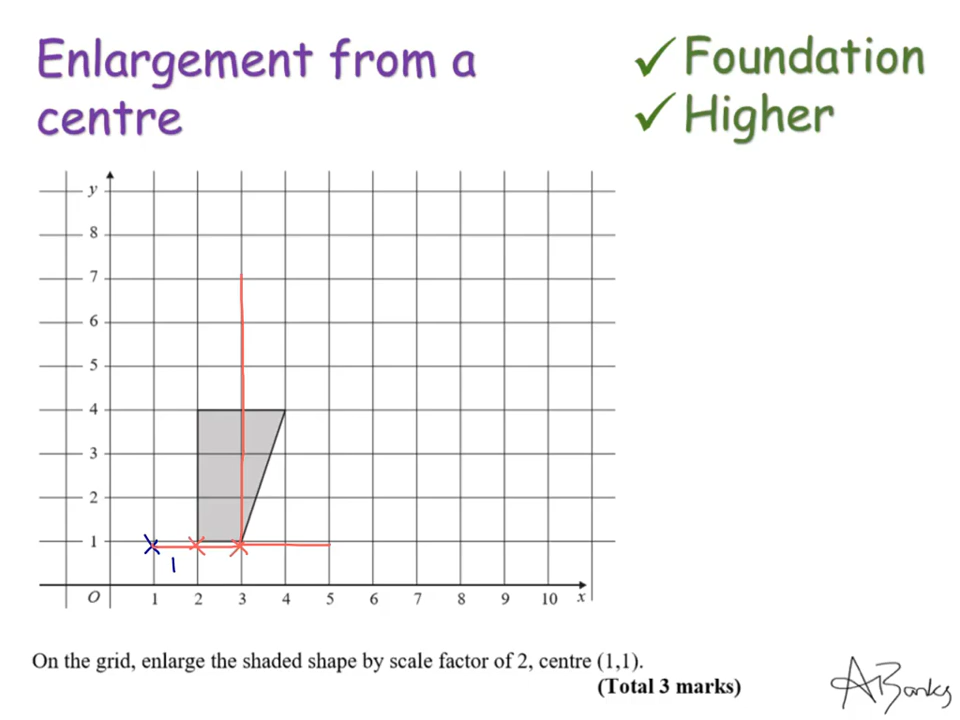 Enlargement from a
centre
✓ Foundation
✓ Higher
y
8
7
6
5
4
3
2
1
1
O 1 2 3 4 5 6 7 8 9 10 x
On the grid, enlarge the shaded shape by scale factor of 2, centre (1,1).
(Total 3 marks)
A Banks